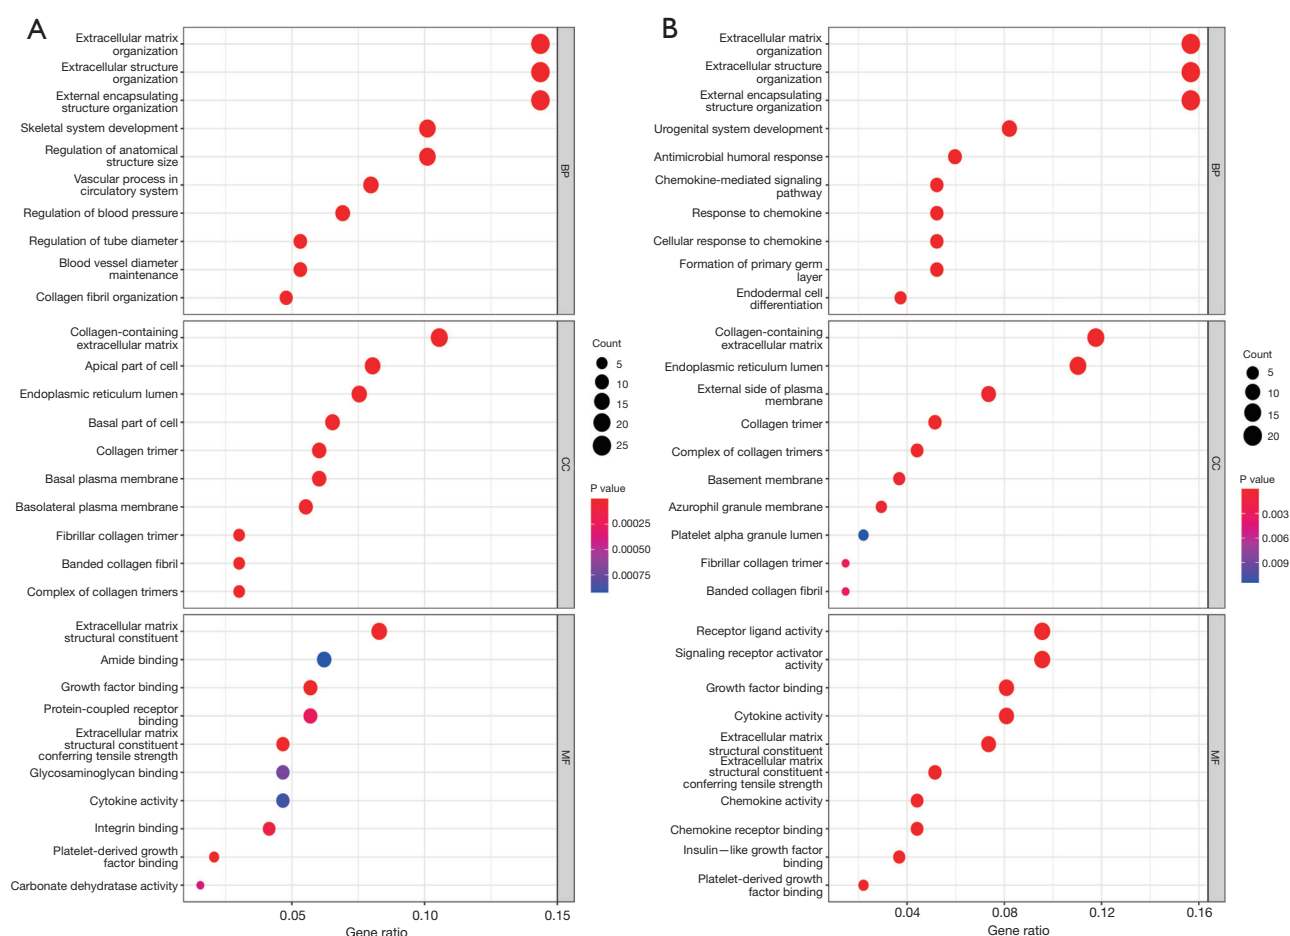 A
Extracellular matrix
organization
Extracellular structure
organization
External encapsulating
structure organization
Skeletal system development
Regulation of anatomical
structure size
Vascular process in
circulatory system
Regulation of blood pressure
Regulation of tube diameter
Blood vessel diameter
maintenance
Collagen fibril organization
BP
Collagen-containing
extracellular matrix
Apical part of cell
Endoplasmic reticulum lumen
Basal part of cell
Collagen trimer
Basal plasma membrane
Basolateral plasma membrane
Fibrillar collagen trimer
Banded collagen fibril
Complex of collagen trimers
CC
Extracellular matrix
structural constituent
Amide binding
Growth factor binding
Protein-coupled receptor
binding
Extracellular matrix
structural constituent
conferring tensile strength
Glycosaminoglycan binding
Cytokine activity
Integrin binding
Platelet-derived growth
factor binding
Carbonate dehydratase activity
MF
0.05
0.10
0.15
Gene ratio
Count
5
10
15
20
25
P value
0.00025
0.00050
0.00075
B
Extracellular matrix
organization
Extracellular structure
organization
External encapsulating
structure organization
Urogenital system development
Antimicrobial humoral response
Chemokine-mediated signaling
pathway
Response to chemokine
Cellular response to chemokine
Formation of primary germ
layer
Endodermal cell
differentiation
BP
Collagen-containing
extracellular matrix
Endoplasmic reticulum lumen
External side of plasma
membrane
Collagen trimer
Complex of collagen trimers
Basement membrane
Azurophil granule membrane
Platelet alpha granule lumen
Fibrillar collagen trimer
Banded collagen fibril
CC
Receptor ligand activity
Signaling receptor activator
activity
Growth factor binding
Cytokine activity
Extracellular matrix
structural constituent
Extracellular matrix
structural constituent
conferring tensile strength
Chemokine activity
Chemokine receptor binding
Insulin—like growth factor
binding
Platelet-derived growth
factor binding
MF
0.04
0.08
0.12
0.16
Gene ratio
Count
5
10
15
20
P value
0.003
0.006
0.009